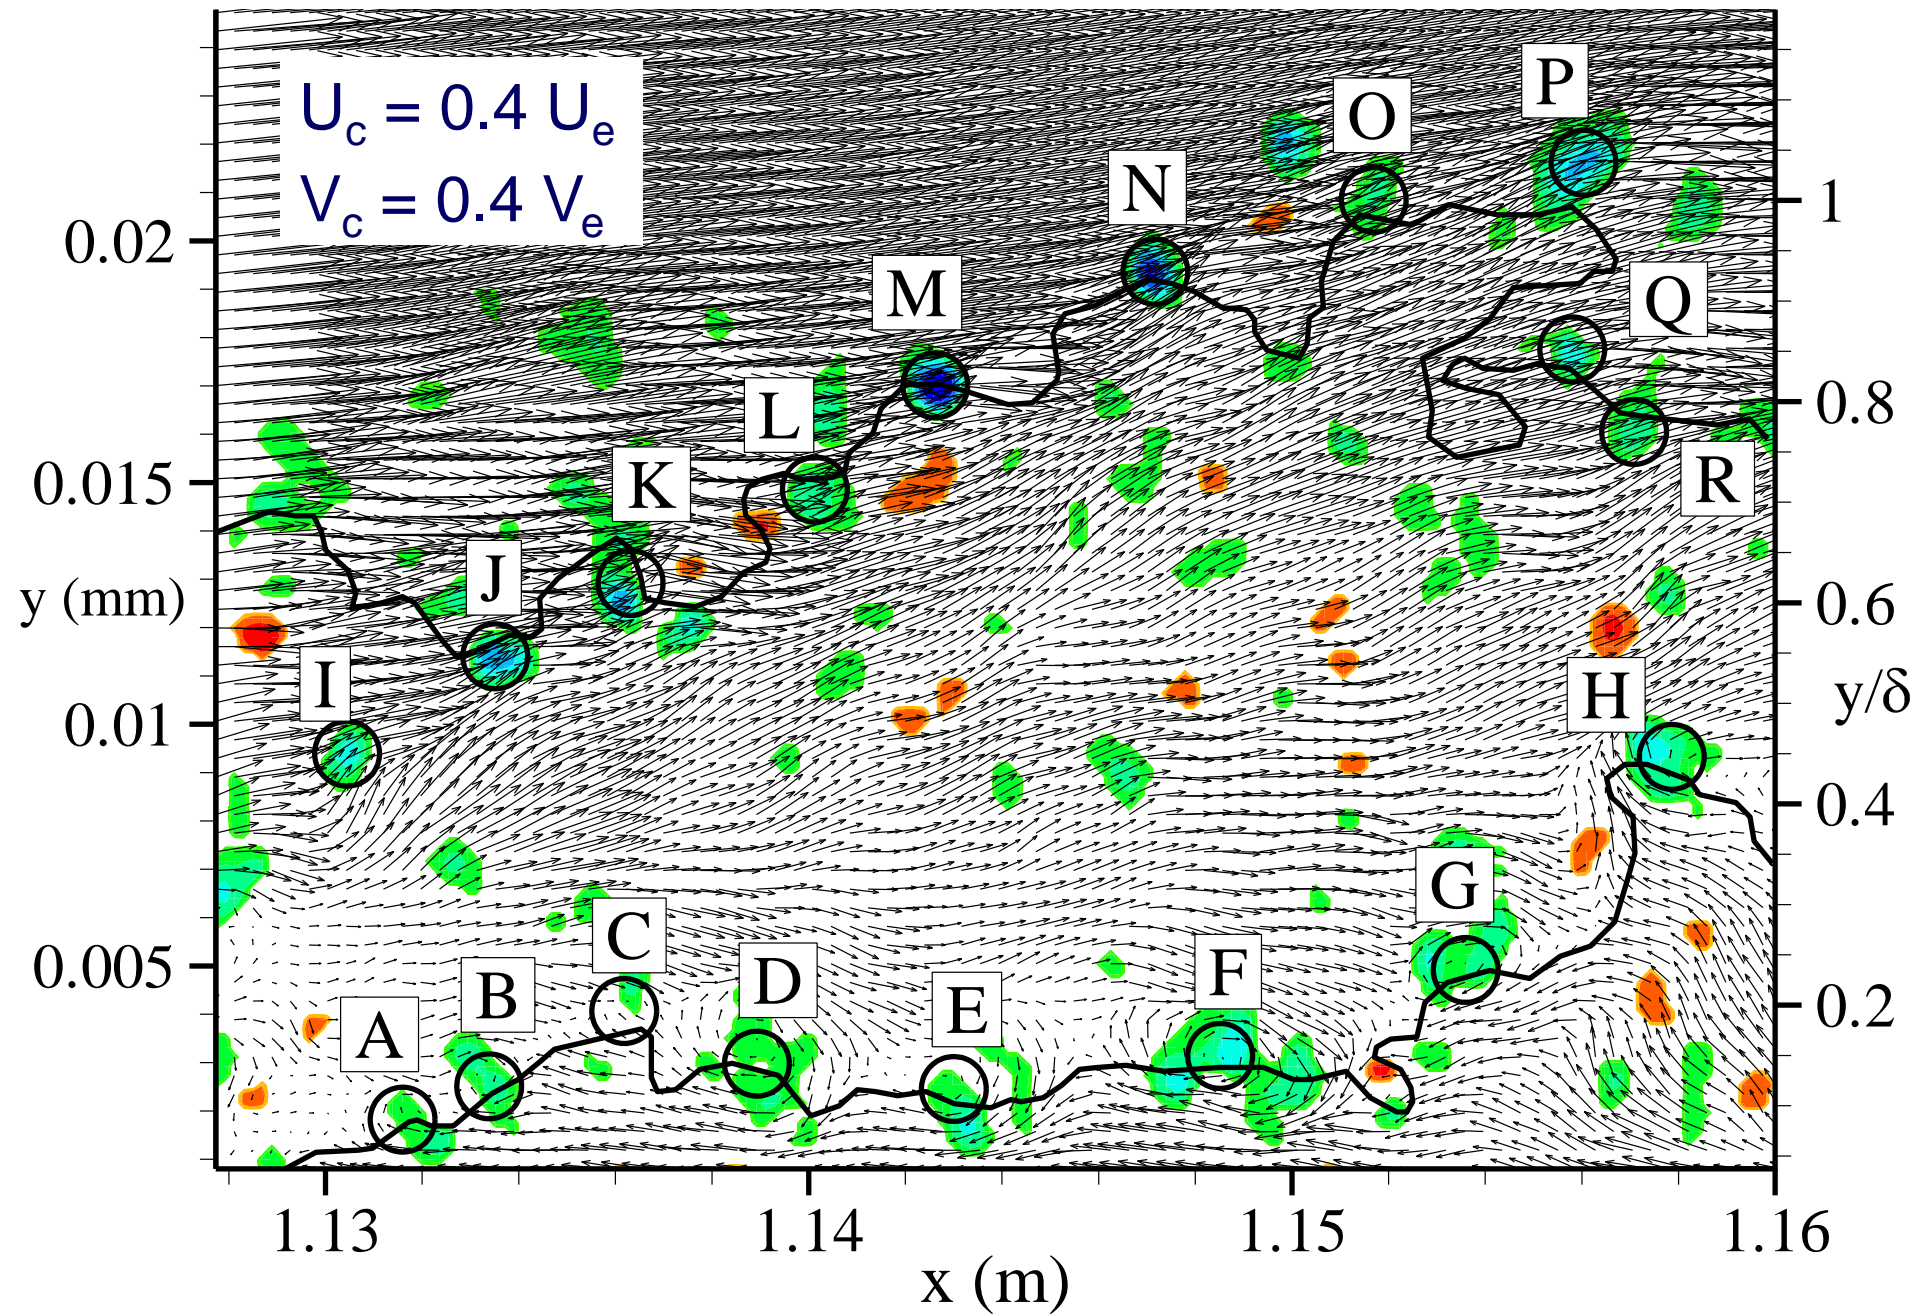 U_c = 0.4 U_e
V_c = 0.4 V_e
P
O
N
1
0.02
M
Q
L
0.8
K
0.015
R
J
y (mm)
0.6
I
H
y/δ
0.01
0.4
G
C
0.005
D
F
B
E
0.2
A
1.13
1.14
1.15
1.16
x (m)